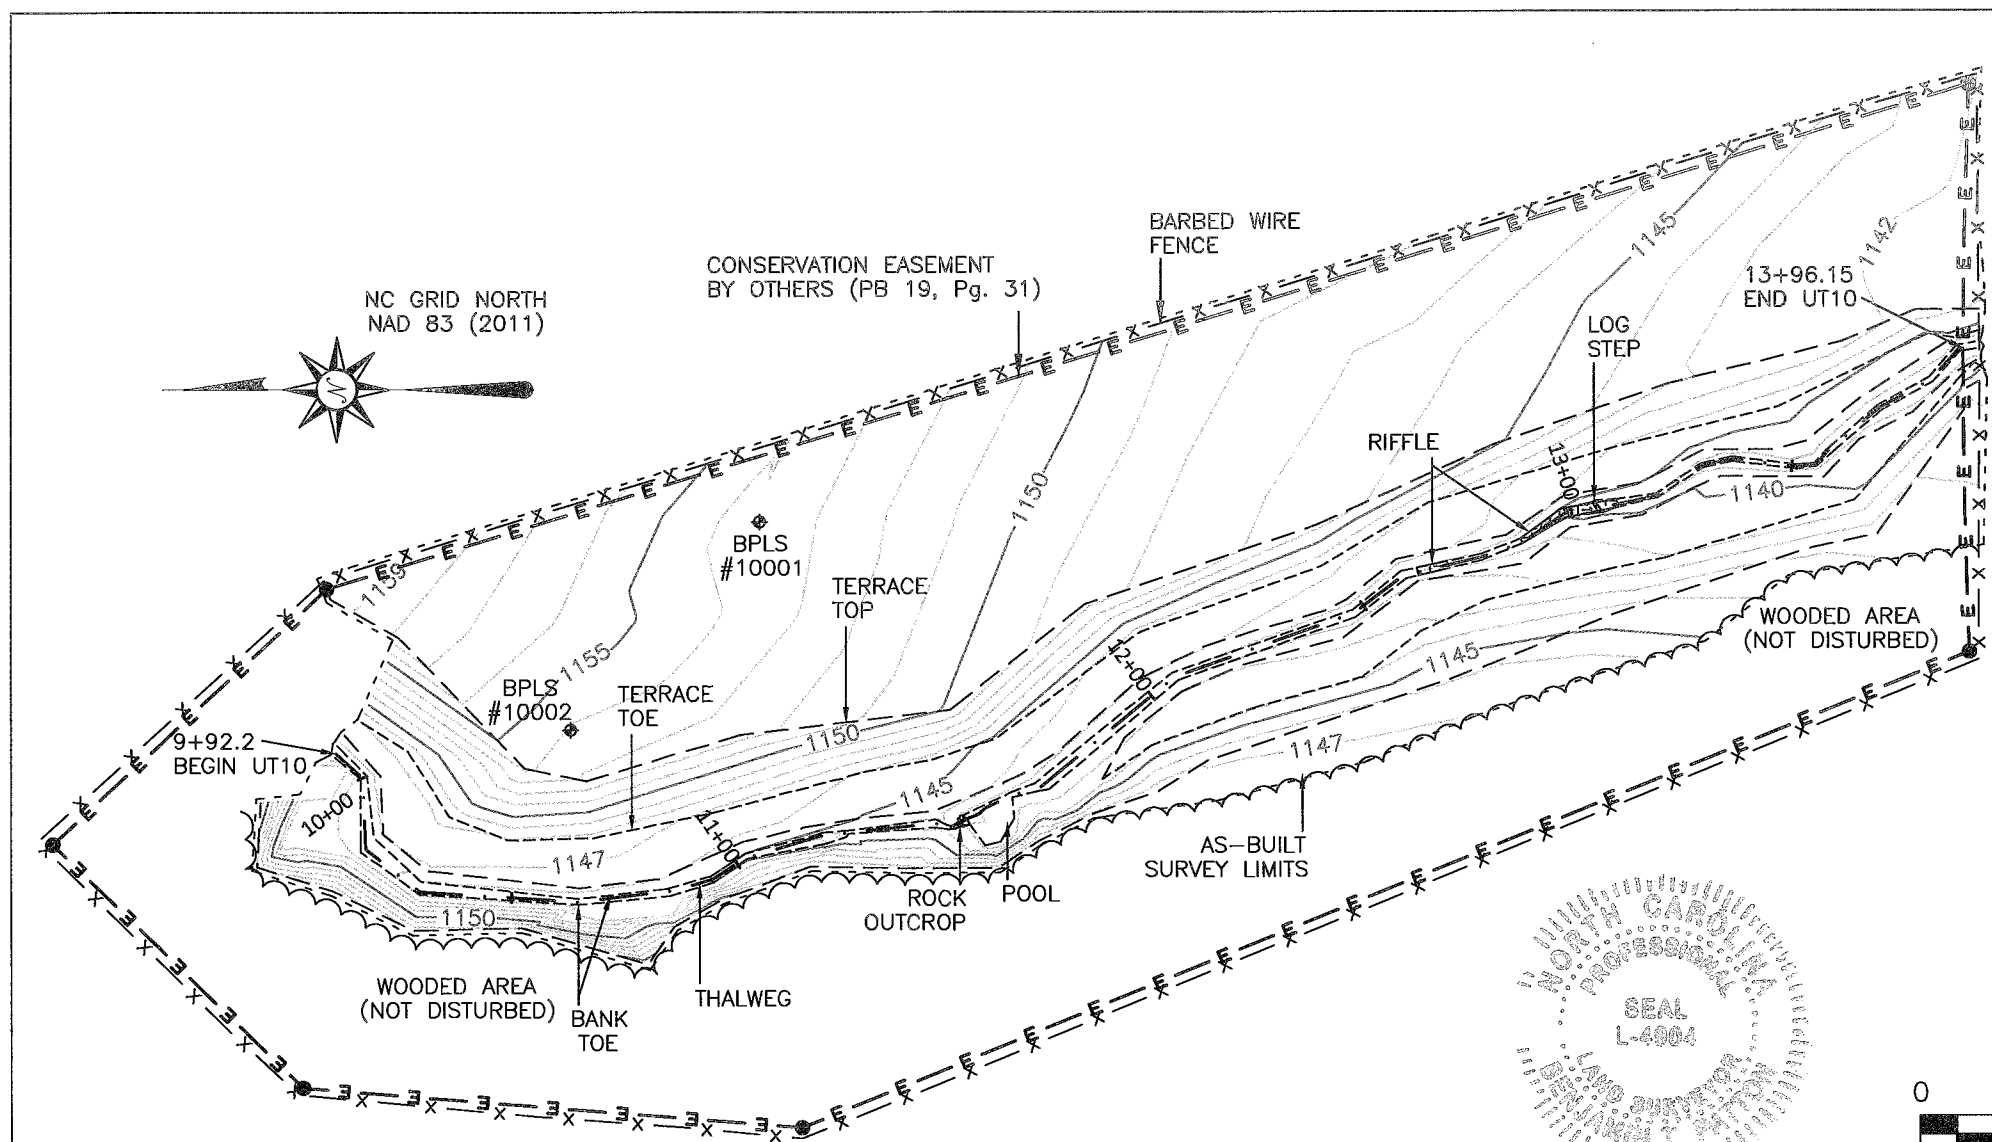 BARBED WIRE
FENCE
CONSERVATION EASEMENT
BY OTHERS (PB 19, Pg. 31)
NC GRID NORTH
NAD 83 (2011)
N
1145
1142
13+96.15
END UT10
LOG
STEP
RIFFLE
13+00
1140
1150
BPLS
#10001
1159
TERRACE
TOP
WOODED AREA
(NOT DISTURBED)
1155
12+00
1145
BPLS
#10002
TERRACE
TOE
1150
1147
9+92.2
BEGIN UT10
10+00
1145
11+00
1147
AS-BUILT
SURVEY LIMITS
ROCK
OUTCROP
POOL
1150
WOODED AREA
(NOT DISTURBED)
BANK
TOE
THALWEG
NORTH CAROLINA
PROFESSIONAL
SEAL
L-4004
LAND SURVEYOR
0